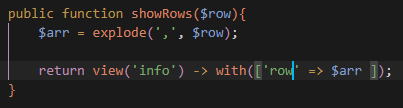 public function showRows($row){
$arr = explode(',', $row);
return view('info') -> with(['row' => $arr ]);
}